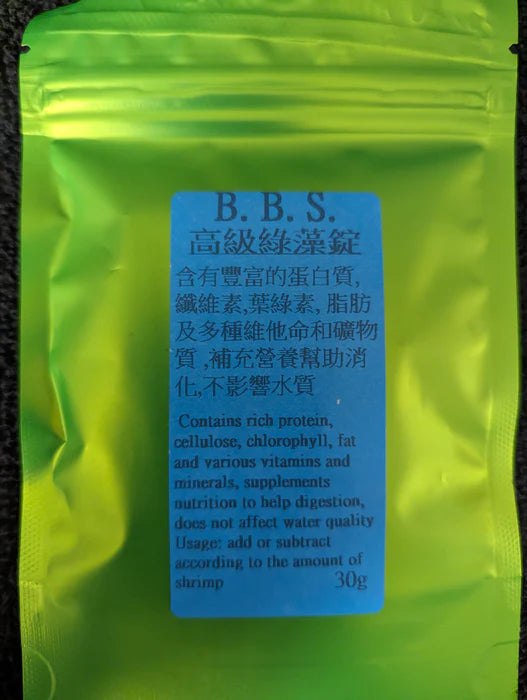 B. B. S.
高級綠藻錠
含有豐富的蛋白質,
纖維素,葉綠素, 脂肪
及多種維他命和礦物
質 ,補充營養幫助消
化,不影響水質
Contains rich protein,
cellulose, chlorophyll, fat
and various vitamins and
minerals, supplements
nutrition to help digestion,
does not affect water quality
Usage: add or subtract
according to the amount of
shrimp 30g